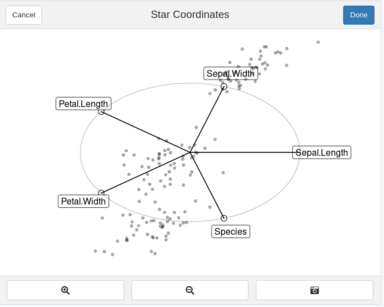 Cancel
Star Coordinates
Done
Sepal.Width
Petal.Length
Sepal.Length
Petal.Width
Species